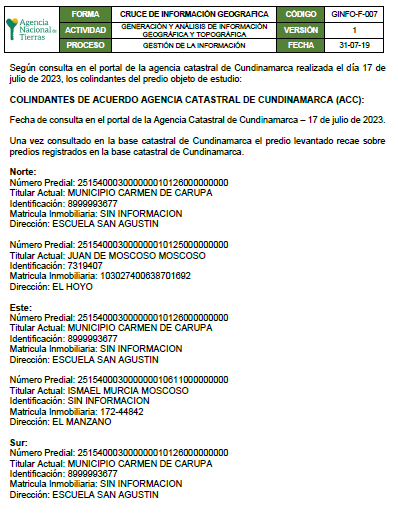 Agencia
Nacional de
Tierras
FORMA CRUCE DE INFORMACIÓN GEOGRAFICA CÓDIGO GINFO-F-007
ACTIVIDAD GENERACIÓN Y ANÁLISIS DE INFORMACIÓN GEOGRÁFICA Y TOPOGRÁFICA VERSIÓN 1
PROCESO GESTIÓN DE LA INFORMACIÓN FECHA 31-07-19
Según consulta en el portal de la agencia catastral de Cundinamarca realizada el día 17 de
julio de 2023, los colindantes del predio objeto de estudio:
COLINDANTES DE ACUERDO AGENCIA CATASTRAL DE CUNDINAMARCA (ACC):
Fecha de consulta en el portal de la Agencia Catastral de Cundinamarca – 17 de julio de 2023.
Una vez consultado en la base catastral de Cundinamarca el predio levantado recae sobre
predios registrados en la base catastral de Cundinamarca.
Norte:
Número Predial: 251540003000000010126000000000
Titular Actual: MUNICIPIO CARMEN DE CARUPA
Identificación: 8999993677
Matricula Inmobiliaria: SIN INFORMACION
Dirección: ESCUELA SAN AGUSTIN
Número Predial: 251540003000000010125000000000
Titular Actual: JUAN DE MOSCOSO MOSCOSO
Identificación: 7319407
Matricula Inmobiliaria: 103027400638701692
Dirección: EL HOYO
Este:
Número Predial: 251540003000000010126000000000
Titular Actual: MUNICIPIO CARMEN DE CARUPA
Identificación: 8999993677
Matricula Inmobiliaria: SIN INFORMACION
Dirección: ESCUELA SAN AGUSTIN
Número Predial: 251540003000000010611000000000
Titular Actual: ISMAEL MURCIA MOSCOSO
Identificación: SIN INFORMACION
Matricula Inmobiliaria: 172-44842
Dirección: EL MANZANO
Sur:
Número Predial: 251540003000000010126000000000
Titular Actual: MUNICIPIO CARMEN DE CARUPA
Identificación: 8999993677
Matricula Inmobiliaria: SIN INFORMACION
Dirección: ESCUELA SAN AGUSTIN